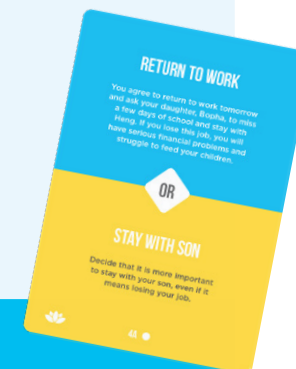 RETURN TO WORK
You agree to return to work tomorrow
and ask your daughter, Bopha, to miss
a few days of school and stay with
Heng. If you lose this job, you will
have serious financial problems and
struggle to feed your children.
OR
STAY WITH SON
Decide that it is more important
to stay with your son, even if it
means losing your job.
4A